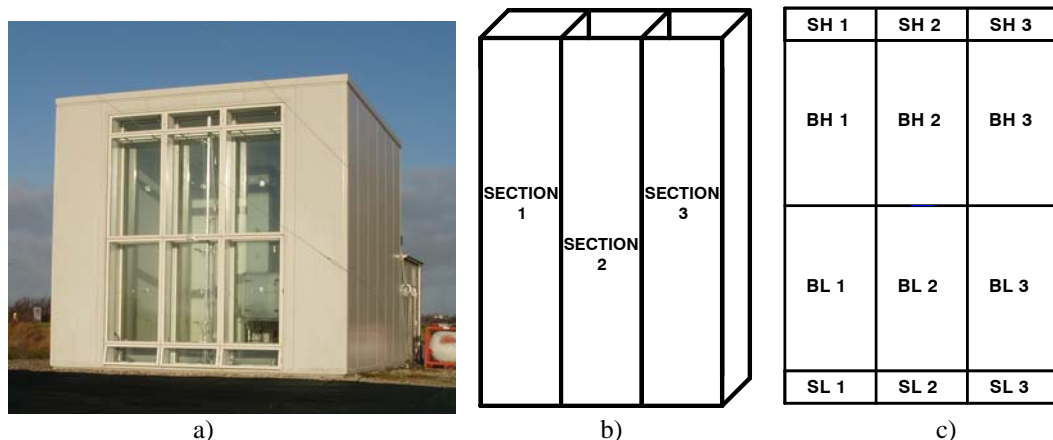 SECTION
1
SECTION
2
SECTION
3
SH 1 SH 2 SH 3
BH 1 BH 2 BH 3
BL 1 BL 2 BL 3
SL 1 SL 2 SL 3
a) b) c)